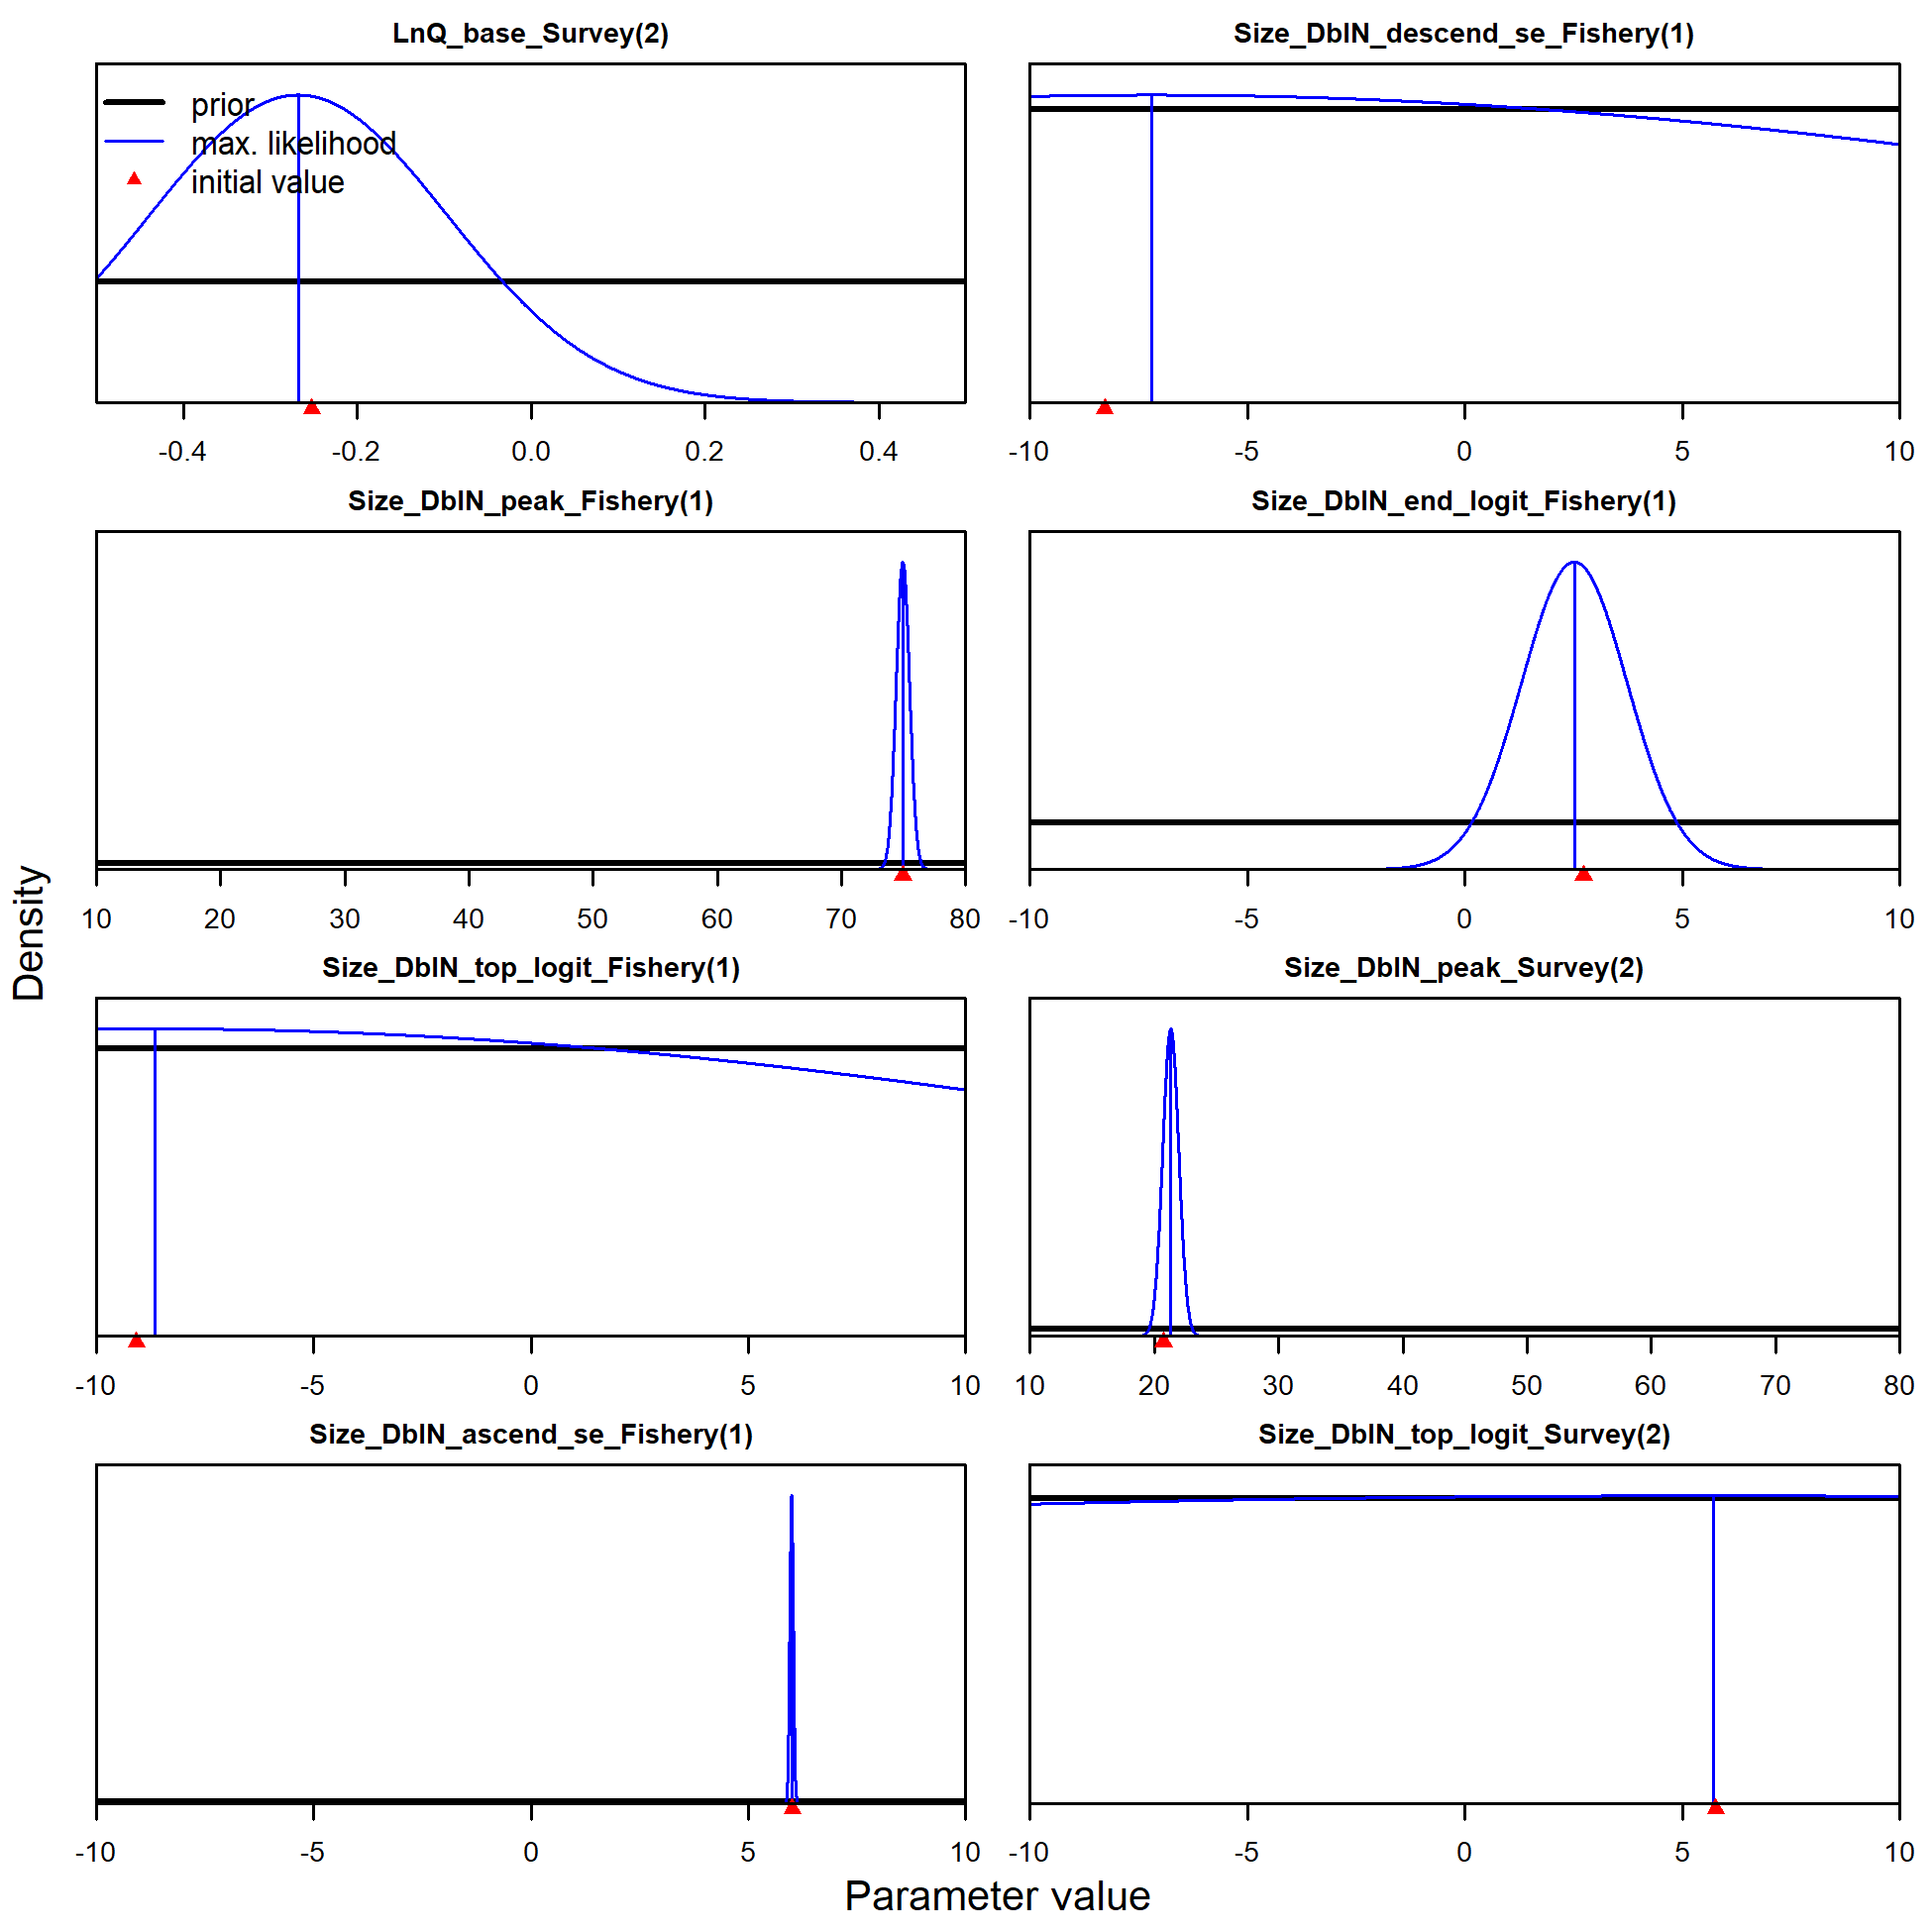 LnQ_base_Survey(2)
prior
max. likelihood
initial value
-0.4 -0.2 0.0 0.2 0.4
Size_DblN_descend_se_Fishery(1)
-10 -5 0 5 10
Size_DblN_peak_Fishery(1)
10 20 30 40 50 60 70 80
Size_DblN_end_logit_Fishery(1)
-10 -5 0 5 10
Size_DblN_top_logit_Fishery(1)
-10 -5 0 5 10
Size_DblN_peak_Survey(2)
10 20 30 40 50 60 70 80
Size_DblN_ascend_se_Fishery(1)
-10 -5 0 5 10
Size_DblN_top_logit_Survey(2)
-10 -5 0 5 10
Density
Parameter value